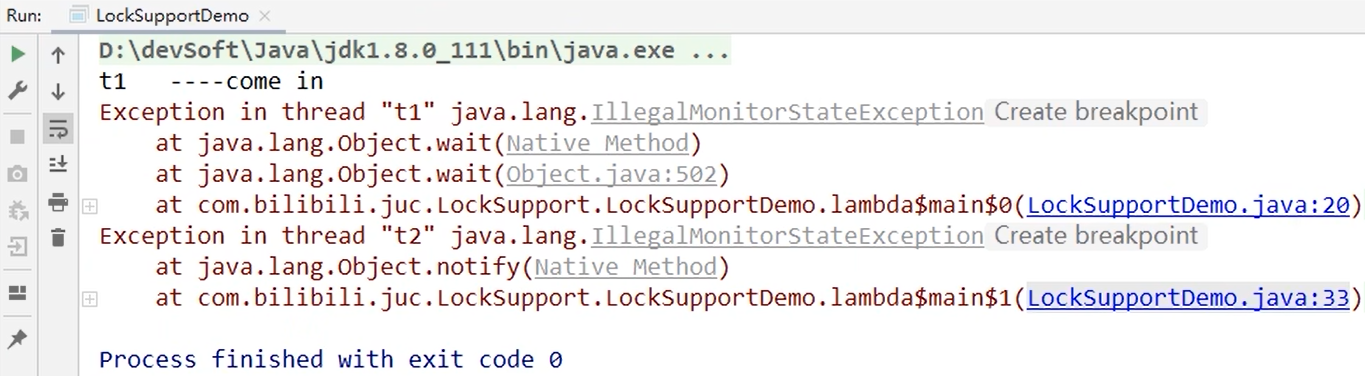 Run: LockSupportDemo
D:\devSoft\Java\jdk1.8.0_111\bin\java.exe ...
t1   ----come in
Exception in thread "t1" java.lang.IllegalMonitorStateException Create breakpoint
    at java.lang.Object.wait(Native Method)
    at java.lang.Object.wait(Object.java:502)
    at com.bilibili.juc.LockSupport.LockSupportDemo.lambda$main$0(LockSupportDemo.java:20)
Exception in thread "t2" java.lang.IllegalMonitorStateException Create breakpoint
    at java.lang.Object.notify(Native Method)
    at com.bilibili.juc.LockSupport.LockSupportDemo.lambda$main$1(LockSupportDemo.java:33)
Process finished with exit code 0